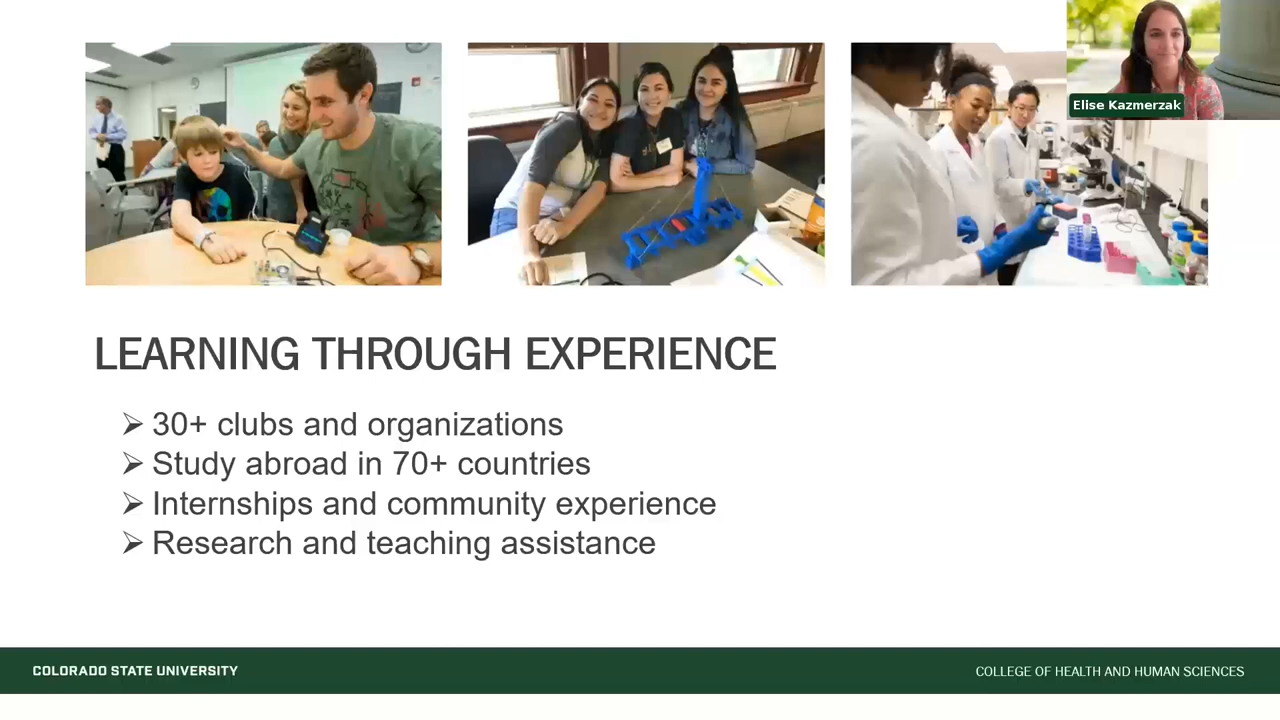 Elise Kazmerzak
LEARNING THROUGH EXPERIENCE
➢ 30+ clubs and organizations
➢ Study abroad in 70+ countries
➢ Internships and community experience
➢ Research and teaching assistance
COLORADO STATE UNIVERSITY
COLLEGE OF HEALTH AND HUMAN SCIENCES